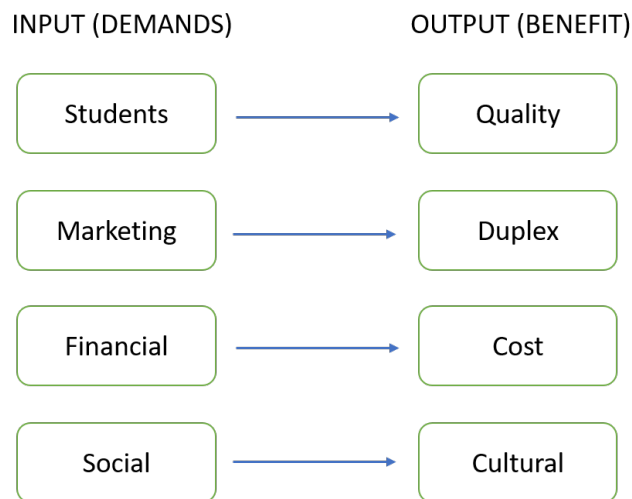 INPUT (DEMANDS) OUTPUT (BENEFIT)
Students Quality
Marketing Duplex
Financial Cost
Social Cultural